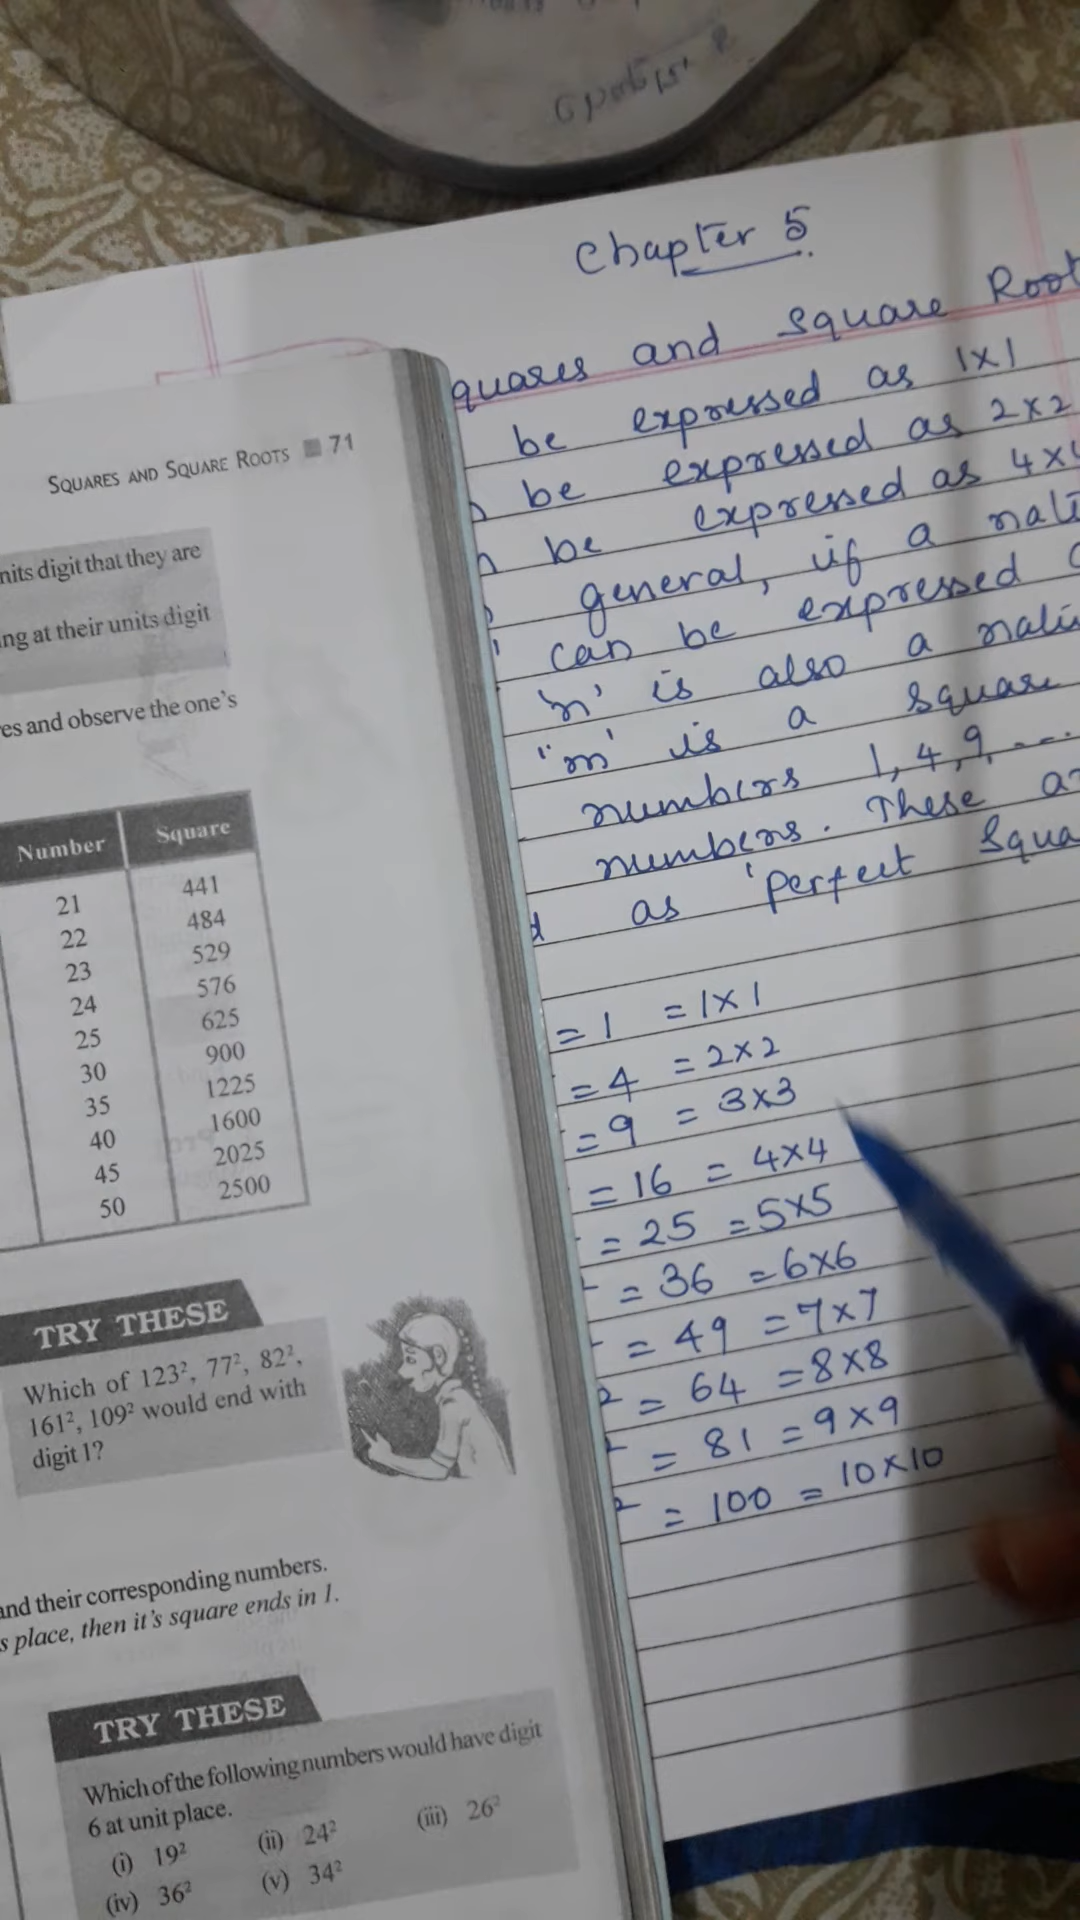 Chapter 5
quares and Square Root
be expressed as 1×1
be expressed as 2×2
be expressed as 4×
general, if a nat
can be expressed
'n' is also a natu
'm' is a square
numbers 1, 4, 9, ---
numbers. These a
as 'perfect Squa
= 1 = 1×1
= 4 = 2×2
= 9 = 3×3
= 16 = 4×4
= 25 = 5×5
= 36 = 6×6
= 49 = 7×7
2 = 64 = 8×8
2 = 81 = 9×9
2 = 100 = 10×10
SQUARES AND SQUARE ROOTS ■ 71
nits digit that they are
ng at their units digit
es and observe the one's
Number Square
21 441
22 484
23 529
24 576
25 625
30 900
35 1225
40 1600
45 2025
50 2500
TRY THESE
Which of 123², 77², 82²,
161², 109² would end with
digit 1?
and their corresponding numbers.
s place, then it's square ends in 1.
TRY THESE
Which of the following numbers would have digit
6 at unit place.
(i) 19² (ii) 24² (iii) 26²
(iv) 36² (v) 34²